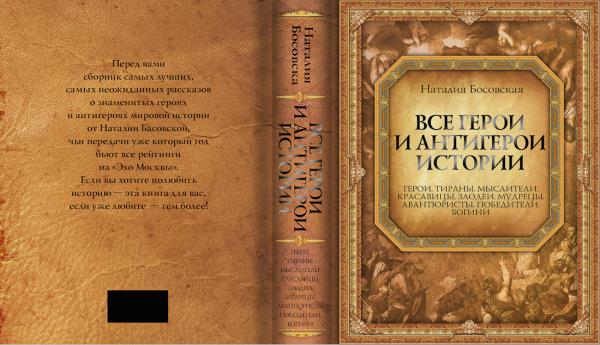 Перед вами
сборник самых лучших,
самых неожиданных рассказов
о знаменитых героях
и антигероях мировой истории
от Наталии Басовской,
чьи передачи уже который год
бьют все рейтинги
на «Эхо Москвы».
Если вы хотите полюбить
историю — эта книга для вас,
если уже любите — тем более!
Наталия
Босовска
ВСЕ ГЕРОИ
И АНТИГЕРОИ
ИСТОРИИ
ГЕРОИ,
ТИРАНЫ,
МЫСЛИТЕЛИ,
КРАСАВИЦЫ,
ЗЛОДЕИ,
МУДРЕЦЫ,
АВАНТЮРИСТЫ,
ПОБЕДИТЕЛИ,
БОГИНИ
Наталия Босовская
ВСЕ ГЕРОИ
И АНТИГЕРОИ
ИСТОРИИ
ГЕРОИ, ТИРАНЫ, МЫСЛИТЕЛИ,
КРАСАВИЦЫ, ЗЛОДЕИ, МУДРЕЦЫ,
АВАНТЮРИСТЫ, ПОБЕДИТЕЛИ,
БОГИНИ